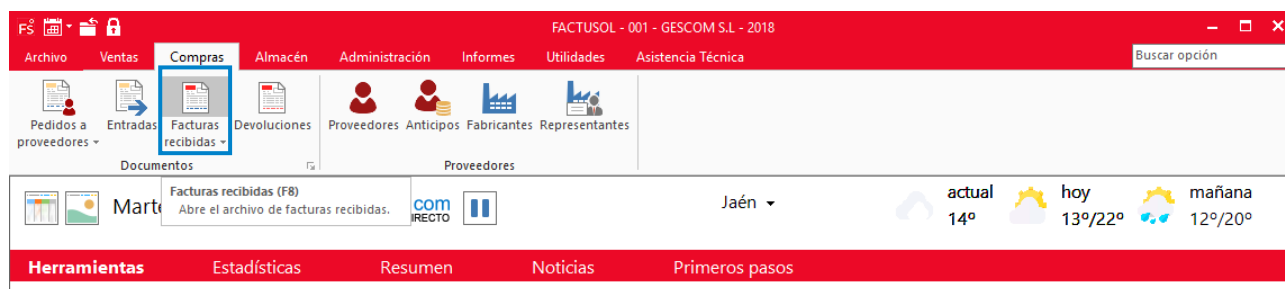 FS
FACTUSOL - 001 - GESCOM S.L - 2018
Archivo Ventas Compras Almacén Administración Informes Utilidades Asistencia Técnica Buscar opción
Pedidos a proveedores Entradas Facturas recibidas Devoluciones Proveedores Anticipos Fabricantes Representantes
Documentos Proveedores
Facturas recibidas (F8)
Abre el archivo de facturas recibidas.
Marte
com
IRECTO
Jaén
actual
14º
hoy
13º/22º
mañana
12º/20º
Herramientas Estadísticas Resumen Noticias Primeros pasos